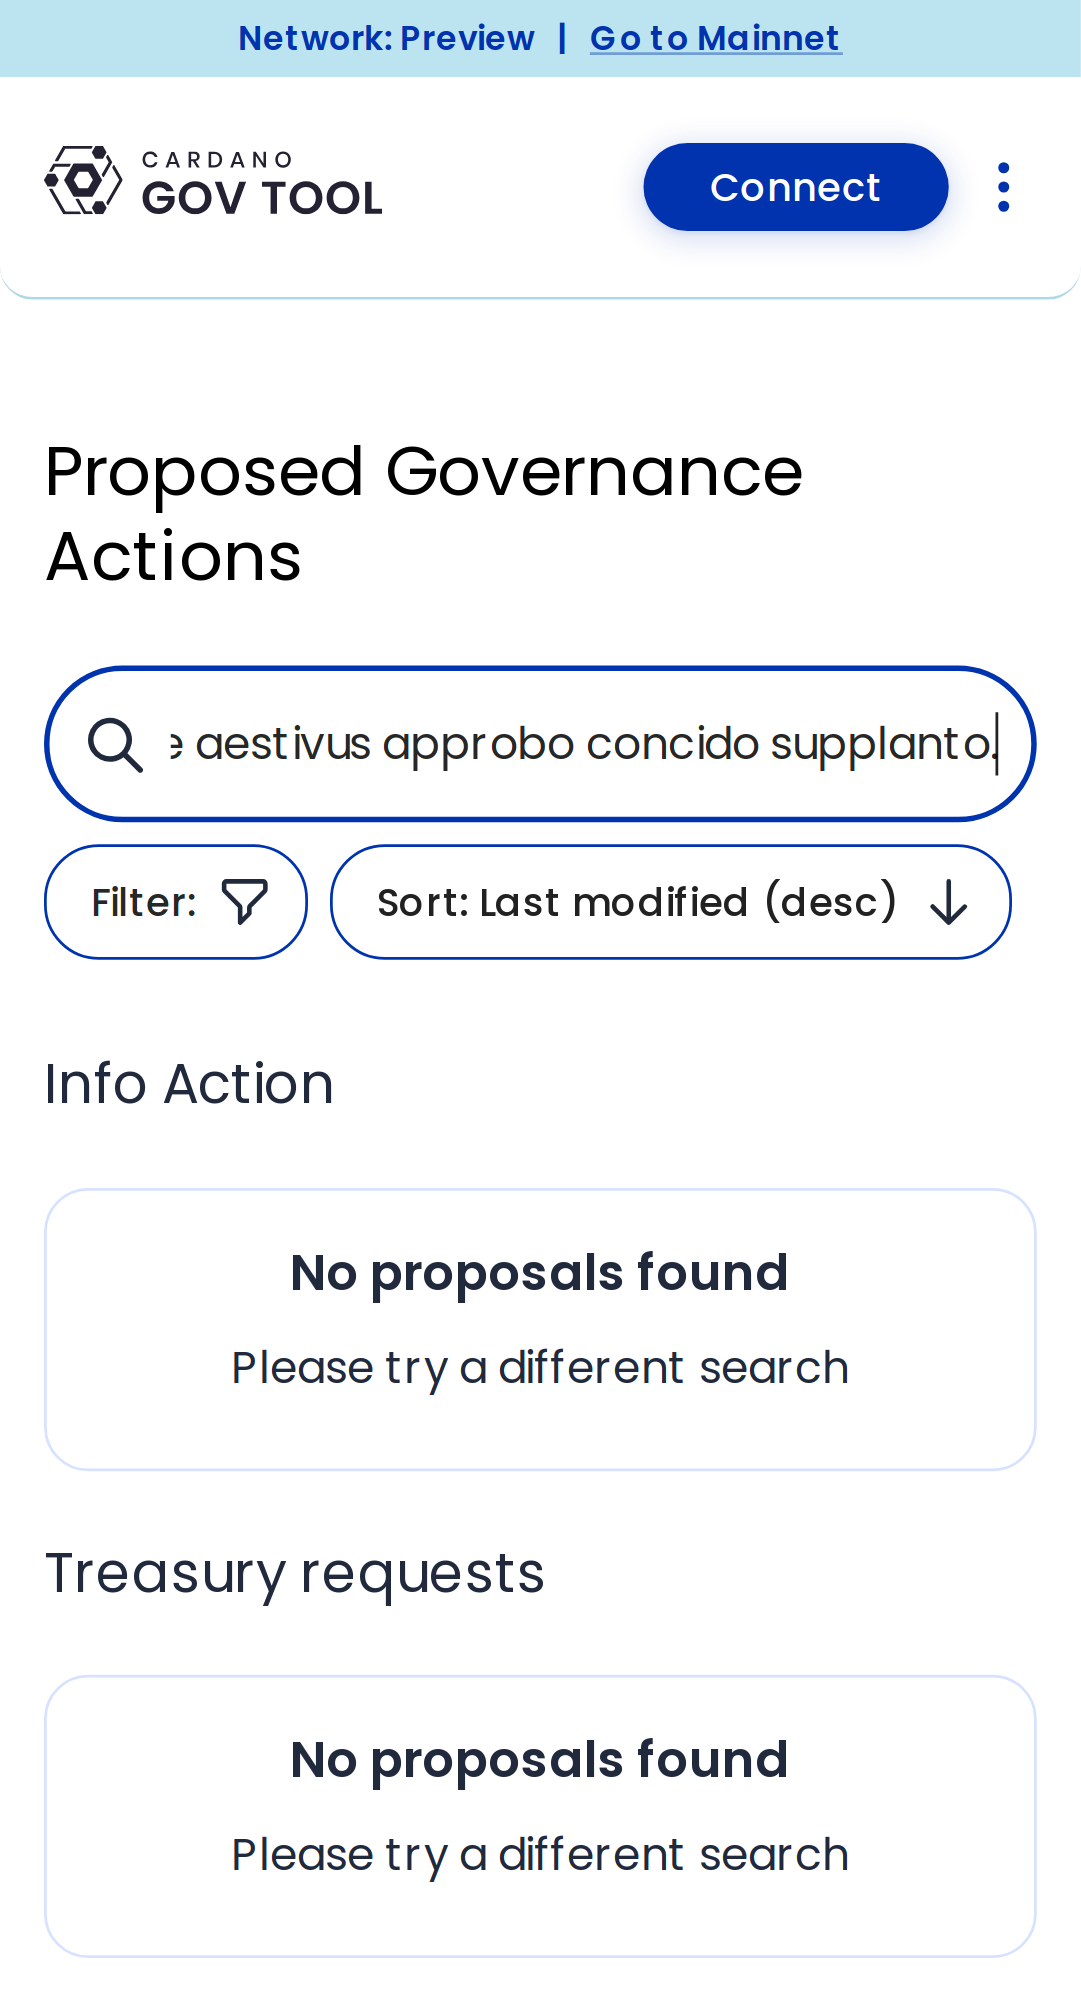 Network: Preview | Go to Mainnet
CARDANO
GOV TOOL
Connect
Proposed Governance
Actions
aestivus approbo concido supplanto.
Filter:
Sort: Last modified (desc)
Info Action
No proposals found
Please try a different search
Treasury requests
No proposals found
Please try a different search